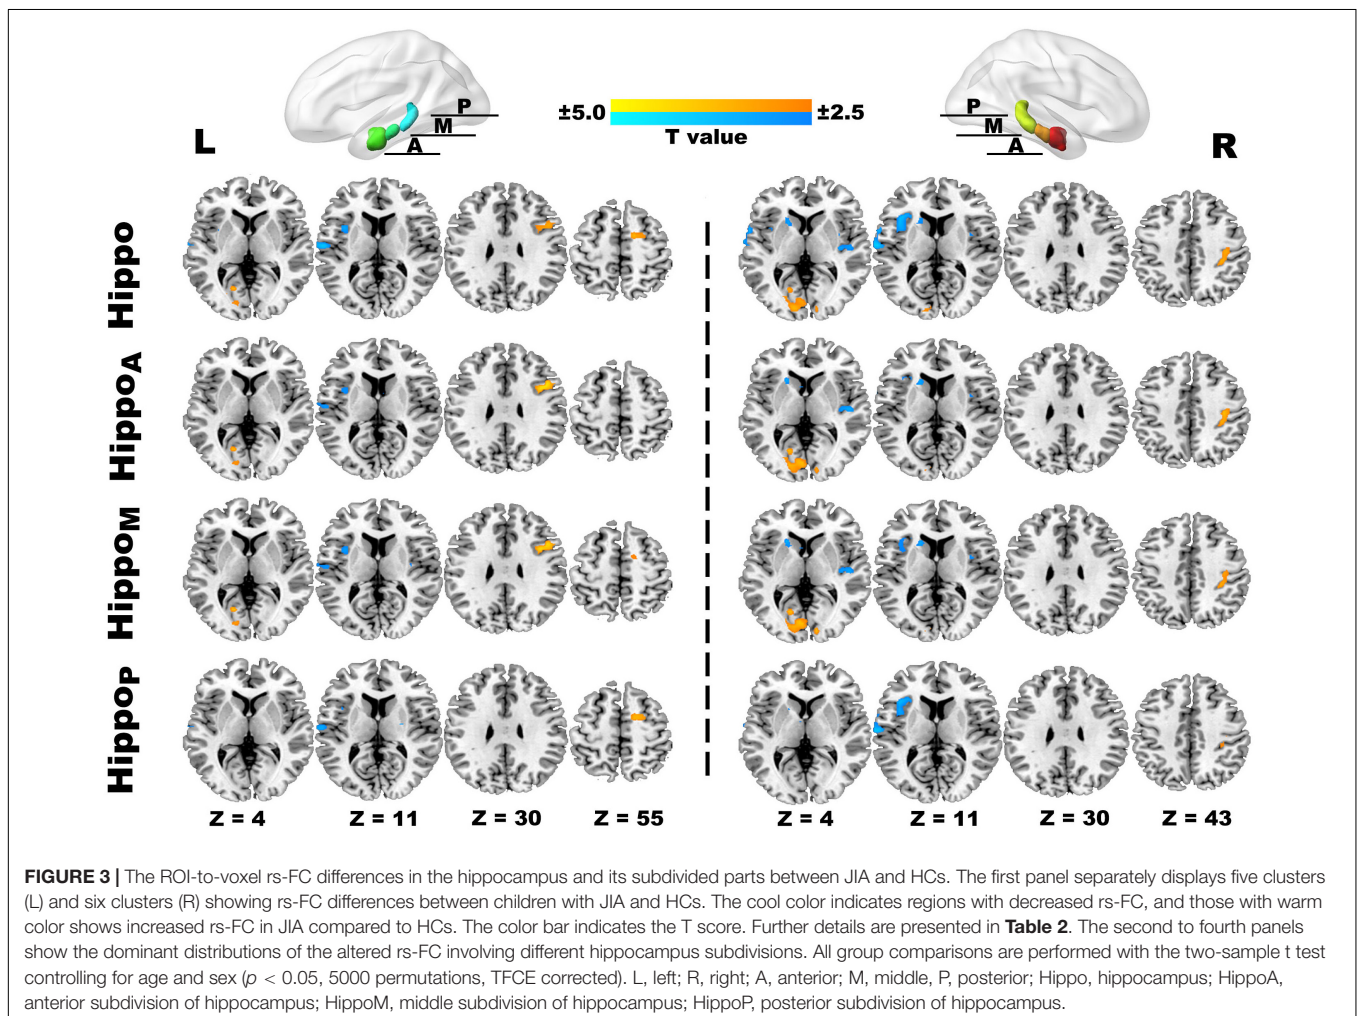 P
M
A
L
±5.0
±2.5
T value
P
M
A
R
Hippo
HippoA
HippoM
HippoP
Z = 4 Z = 11 Z = 30 Z = 55 Z = 4 Z = 11 Z = 30 Z = 43
FIGURE 3 | The ROI-to-voxel rs-FC differences in the hippocampus and its subdivided parts between JIA and HCs. The first panel separately displays five clusters
(L) and six clusters (R) showing rs-FC differences between children with JIA and HCs. The cool color indicates regions with decreased rs-FC, and those with warm
color shows increased rs-FC in JIA compared to HCs. The color bar indicates the T score. Further details are presented in Table 2. The second to fourth panels
show the dominant distributions of the altered rs-FC involving different hippocampus subdivisions. All group comparisons are performed with the two-sample t test
controlling for age and sex (p < 0.05, 5000 permutations, TFCE corrected). L, left; R, right; A, anterior; M, middle, P, posterior; Hippo, hippocampus; HippoA,
anterior subdivision of hippocampus; HippoM, middle subdivision of hippocampus; HippoP, posterior subdivision of hippocampus.